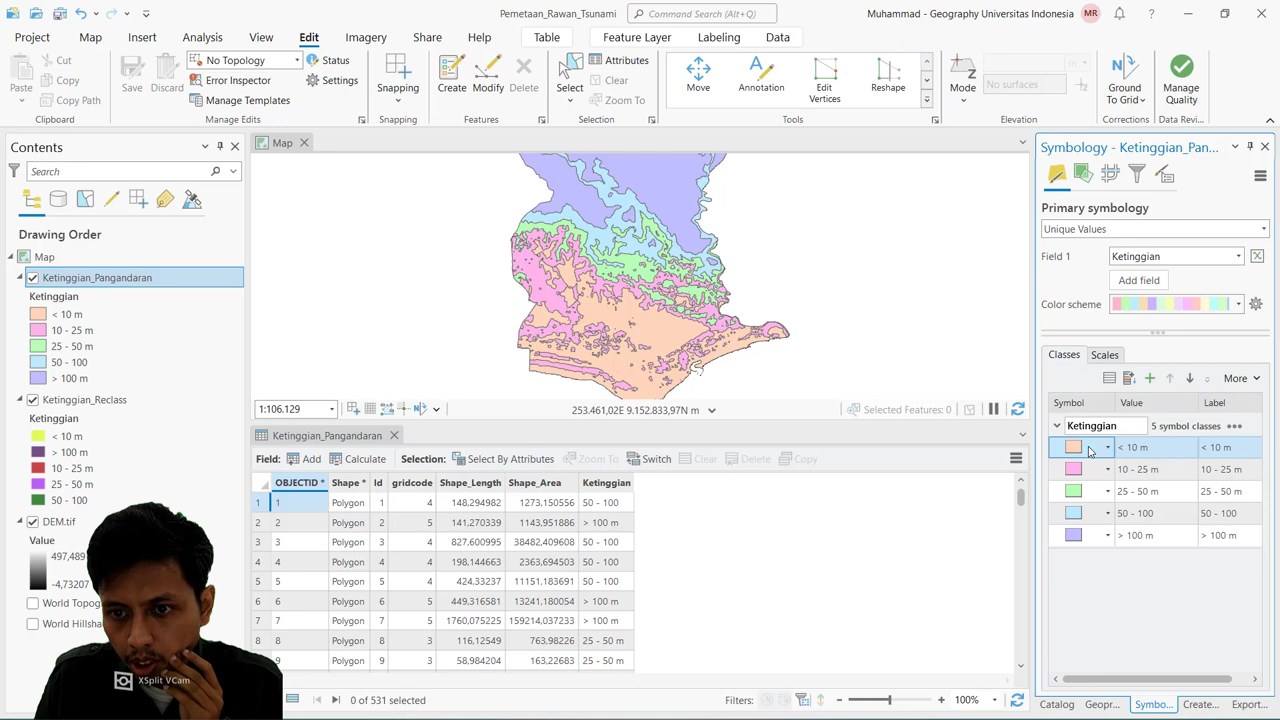 Pemetaan_Rawan_Tsunami
Command Search (Alt+Q)
Muhammad - Geography Universitas Indonesia
MR
Project Map Insert Analysis View Edit Imagery Share Help Table Feature Layer Labeling Data
Paste
Cut
Copy
Copy Path
Clipboard
Save
Discard
No Topology
Error Inspector
Manage Templates
Status
Settings
Manage Edits
Snapping
Snapping
Create
Modify
Delete
Features
Select
Attributes
Clear
Zoom To
Selection
Move
Annotation
Edit Vertices
Reshape
Tools
Mode
No surfaces
m
Elevation
Ground To Grid
Corrections
Manage Quality
Data Revi...
Contents
Search
Drawing Order
Map
Ketinggian_Pangandaran
Ketinggian
< 10 m
10 - 25 m
25 - 50 m
50 - 100
> 100 m
Ketinggian_Reclass
Ketinggian
< 10 m
> 100 m
10 - 25 m
25 - 50 m
50 - 100
DEM.tif
Value
497,489
-4,73207
World Topog
World Hillsha
XSplit VCam
Map
1:106.129
253.461,02E 9.152.833,97N m
Selected Features: 0
Ketinggian_Pangandaran
Field: Add Calculate Selection: Select By Attributes Zoom To Switch Clear Delete Copy
OBJECTID * Shape * Id gridcode Shape_Length Shape_Area Ketinggian
1 1 Polygon 1 4 148,294982 1273,150556 50 - 100
2 2 Polygon 2 5 141,270339 1143,951886 > 100 m
3 3 Polygon 3 4 827,600995 38482,409608 50 - 100
4 4 Polygon 4 4 198,144663 2363,694503 50 - 100
5 5 Polygon 5 4 424,33237 11151,183691 50 - 100
6 6 Polygon 6 5 449,316581 13241,180054 > 100 m
7 7 Polygon 7 5 1760,075225 159214,037233 > 100 m
8 8 Polygon 8 3 116,12549 763,98226 25 - 50 m
9 9 Polygon 9 3 58,984204 163,22683 25 - 50 m
0 of 531 selected
Filters:
100%
Symbology - Ketinggian_Pan...
Primary symbology
Unique Values
Field 1 Ketinggian
Add field
Color scheme
Classes Scales
More
Symbol Value Label
Ketinggian 5 symbol classes
< 10 m < 10 m
10 - 25 m 10 - 25 m
25 - 50 m 25 - 50 m
50 - 100 50 - 100
> 100 m > 100 m
Catalog Geopr... Symbo... Create... Export...